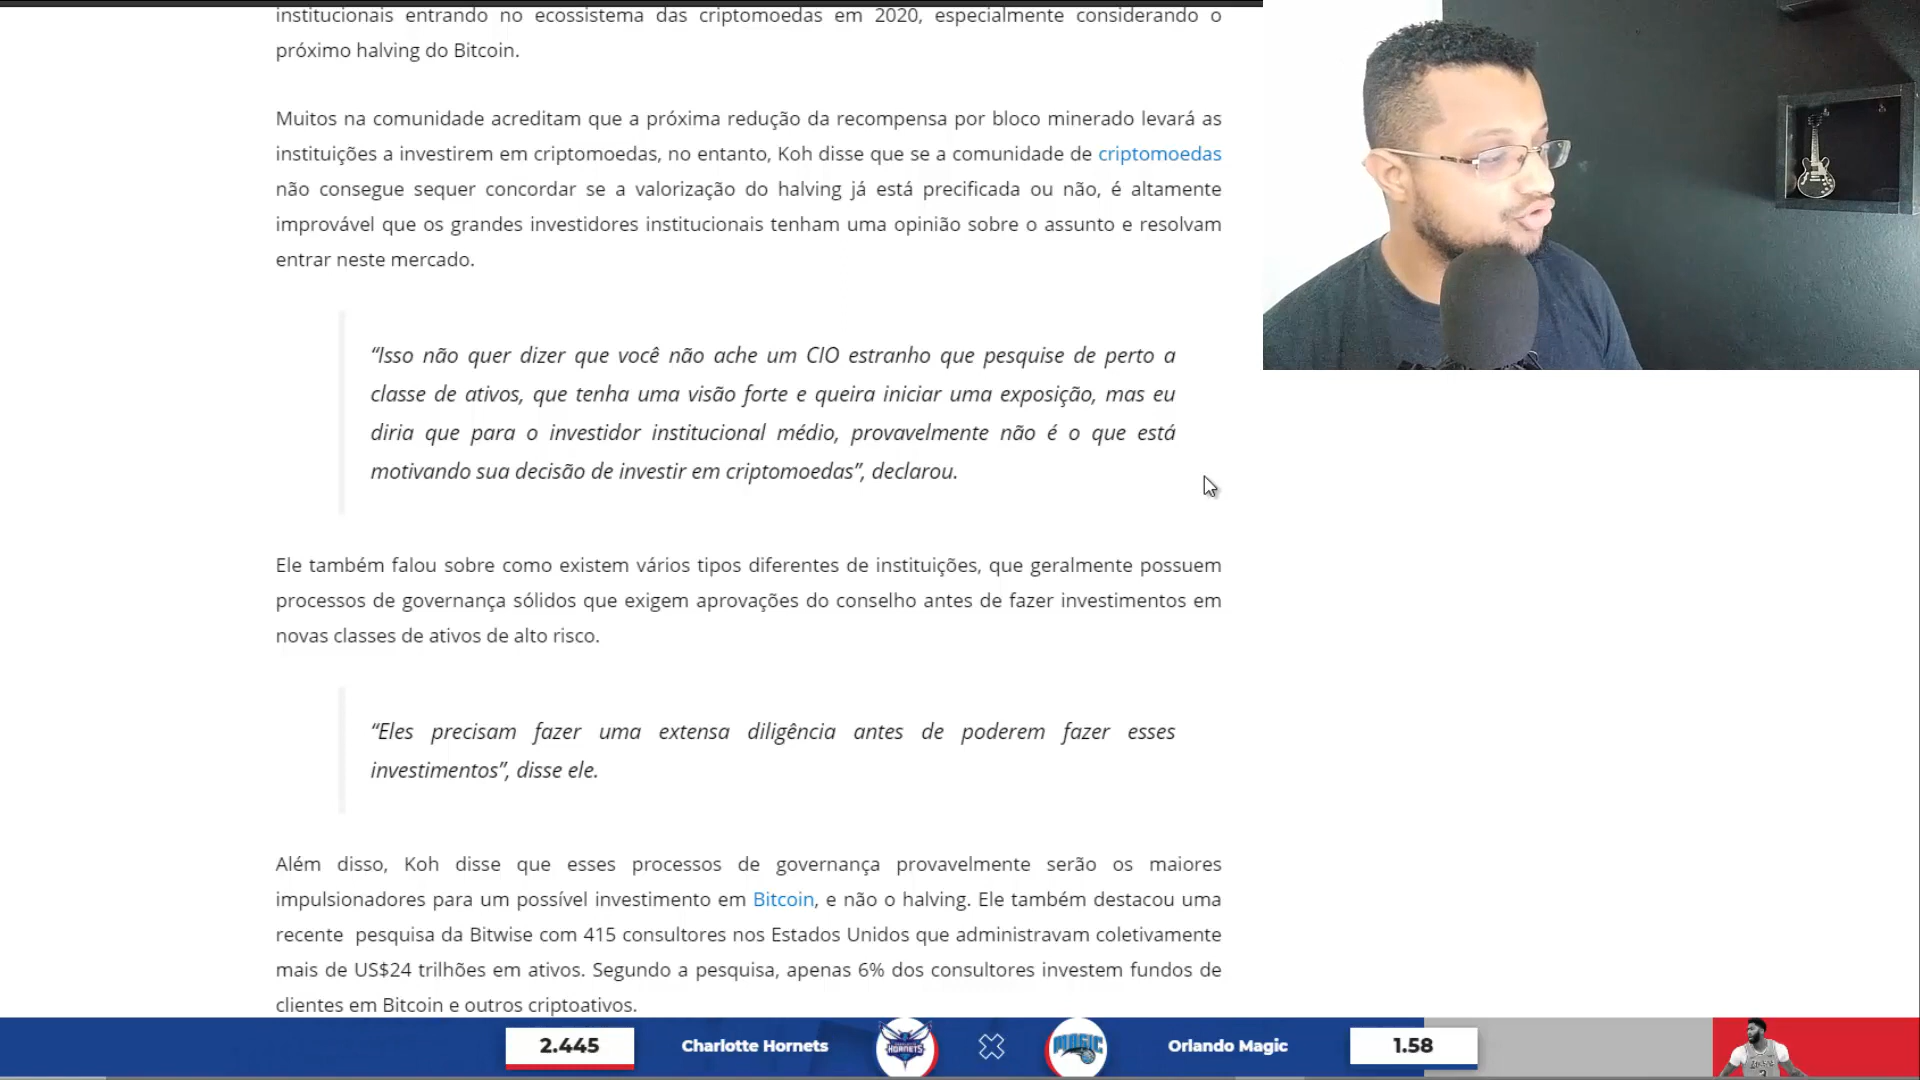 institucionais entrando no ecossistema das criptomoedas em 2020, especialmente considerando o
próximo halving do Bitcoin.
Muitos na comunidade acreditam que a próxima redução da recompensa por bloco minerado levará as
instituições a investirem em criptomoedas, no entanto, Koh disse que se a comunidade de criptomoedas
não consegue sequer concordar se a valorização do halving já está precificada ou não, é altamente
improvável que os grandes investidores institucionais tenham uma opinião sobre o assunto e resolvam
entrar neste mercado.
“Isso não quer dizer que você não ache um CIO estranho que pesquise de perto a
classe de ativos, que tenha uma visão forte e queira iniciar uma exposição, mas eu
diria que para o investidor institucional médio, provavelmente não é o que está
motivando sua decisão de investir em criptomoedas”, declarou.
Ele também falou sobre como existem vários tipos diferentes de instituições, que geralmente possuem
processos de governança sólidos que exigem aprovações do conselho antes de fazer investimentos em
novas classes de ativos de alto risco.
“Eles precisam fazer uma extensa diligência antes de poderem fazer esses
investimentos”, disse ele.
Além disso, Koh disse que esses processos de governança provavelmente serão os maiores
impulsionadores para um possível investimento em Bitcoin, e não o halving. Ele também destacou uma
recente pesquisa da Bitwise com 415 consultores nos Estados Unidos que administravam coletivamente
mais de US$24 trilhões em ativos. Segundo a pesquisa, apenas 6% dos consultores investem fundos de
clientes em Bitcoin e outros criptoativos.
2.445 Charlotte Hornets HORNETS MAGIC Orlando Magic 1.58